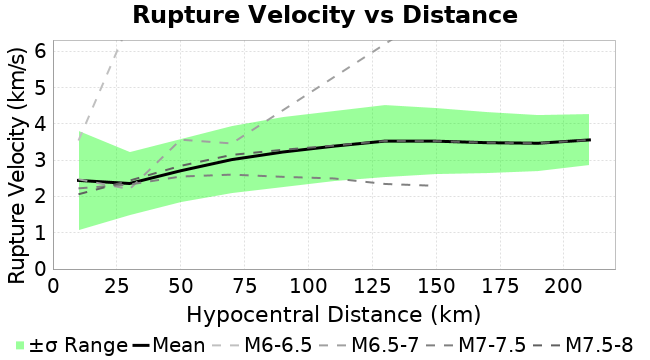 Rupture Velocity vs Distance
Rupture Velocity (km/s)
6
5
4
3
2
1
0
0 25 50 75 100 125 150 175 200
Hypocentral Distance (km)
±σ Range Mean M6-6.5 M6.5-7 M7-7.5 M7.5-8